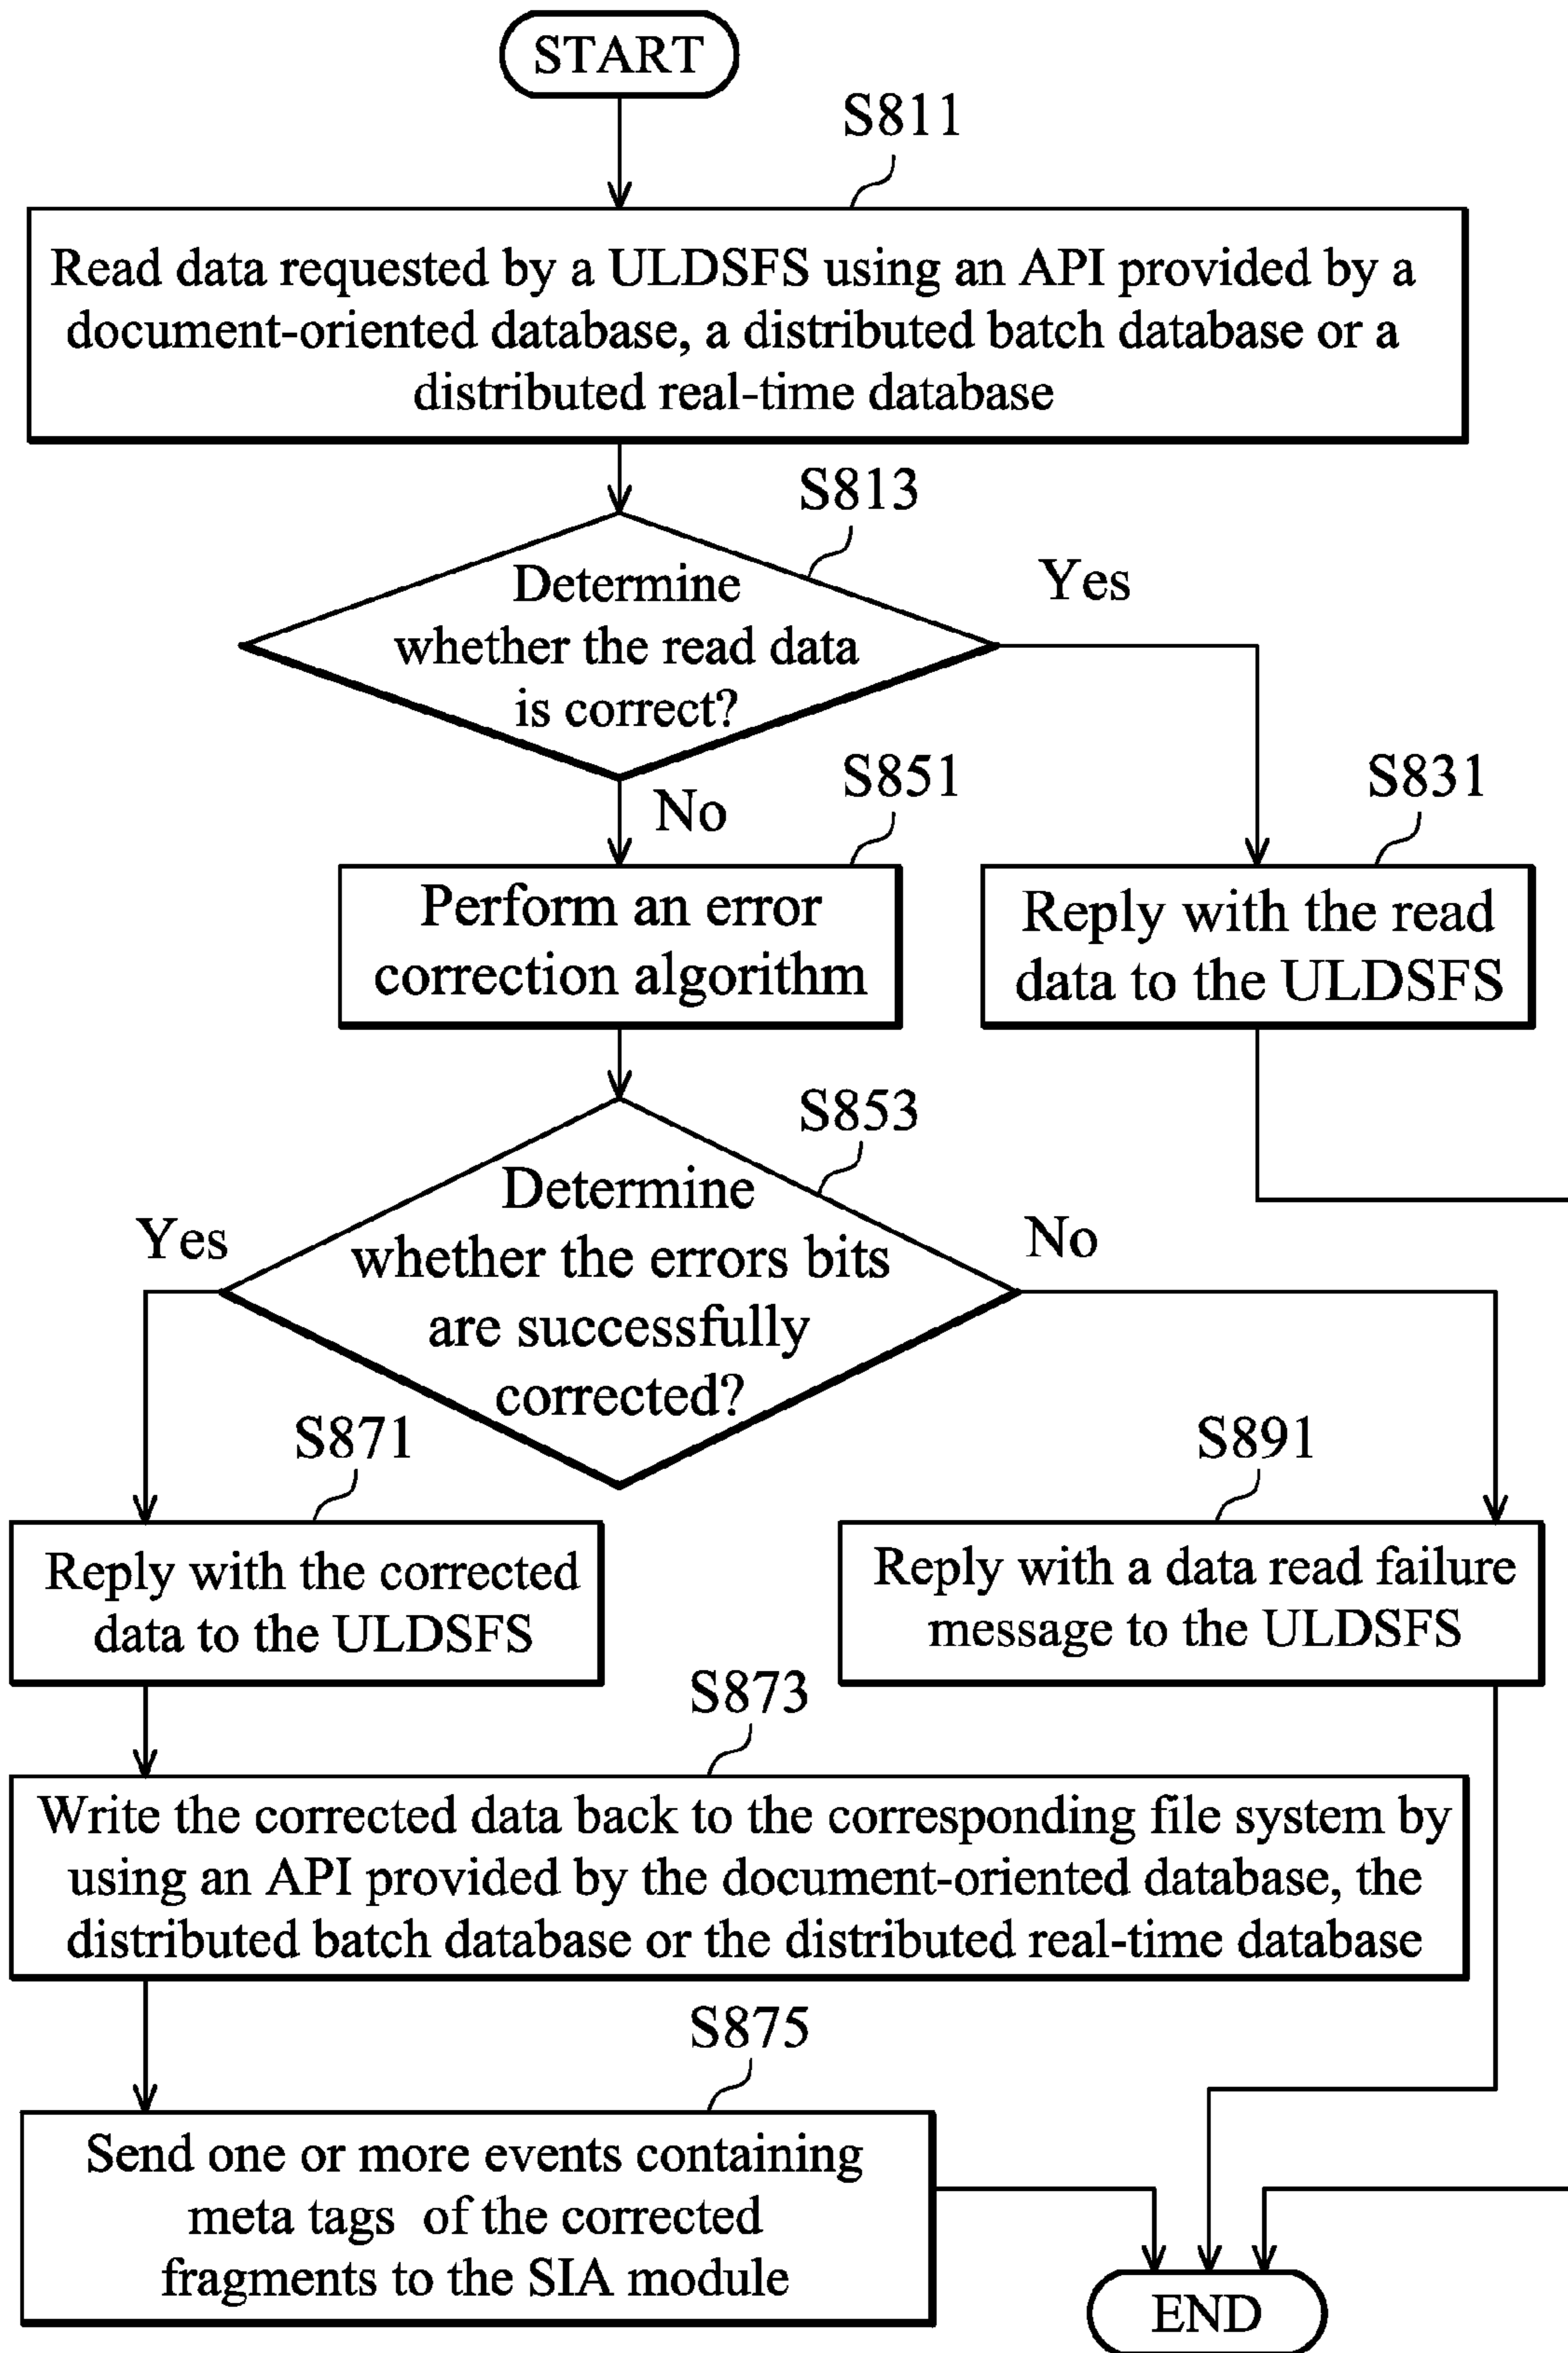 START
S811
Read data requested by a ULDSFS using an API provided by a
document-oriented database, a distributed batch database or a
distributed real-time database
S813
Determine
whether the read data
is correct?
Yes
No
S851
S831
Perform an error
correction algorithm
Reply with the read
data to the ULDSFS
S853
Determine
whether the errors bits
are successfully
corrected?
Yes
No
S871
S891
Reply with the corrected
data to the ULDSFS
Reply with a data read failure
message to the ULDSFS
S873
Write the corrected data back to the corresponding file system by
using an API provided by the document-oriented database, the
distributed batch database or the distributed real-time database
S875
Send one or more events containing
meta tags of the corrected
fragments to the SIA module
END